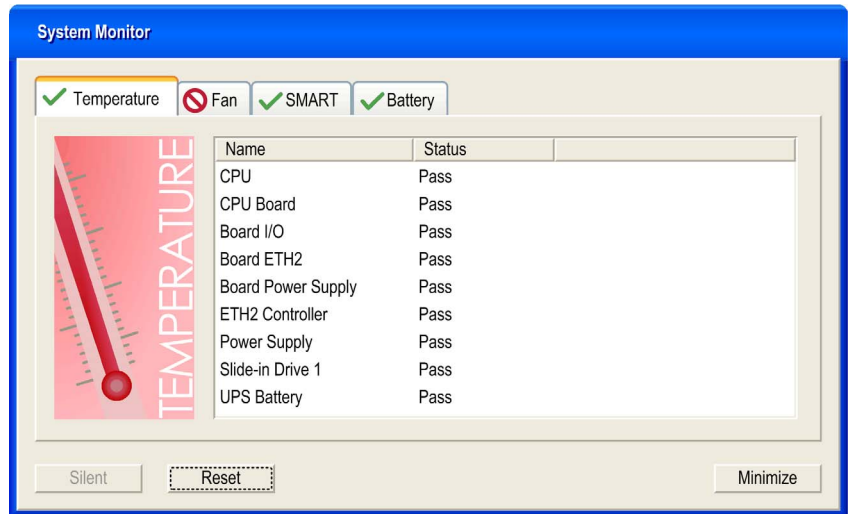 System Monitor
Temperature Fan SMART Battery
TEMPERATURE
Name Status
CPU Pass
CPU Board Pass
Board I/O Pass
Board ETH2 Pass
Board Power Supply Pass
ETH2 Controller Pass
Power Supply Pass
Slide-in Drive 1 Pass
UPS Battery Pass
Silent Reset Minimize